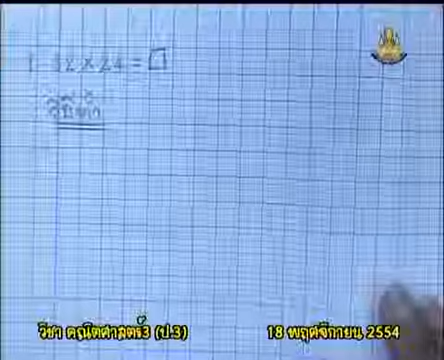 1. 32 × 24 = □
วิธีทำ
วิชา คณิตศาสตร์3 (ป.3)
18 พฤศจิกายน 2554